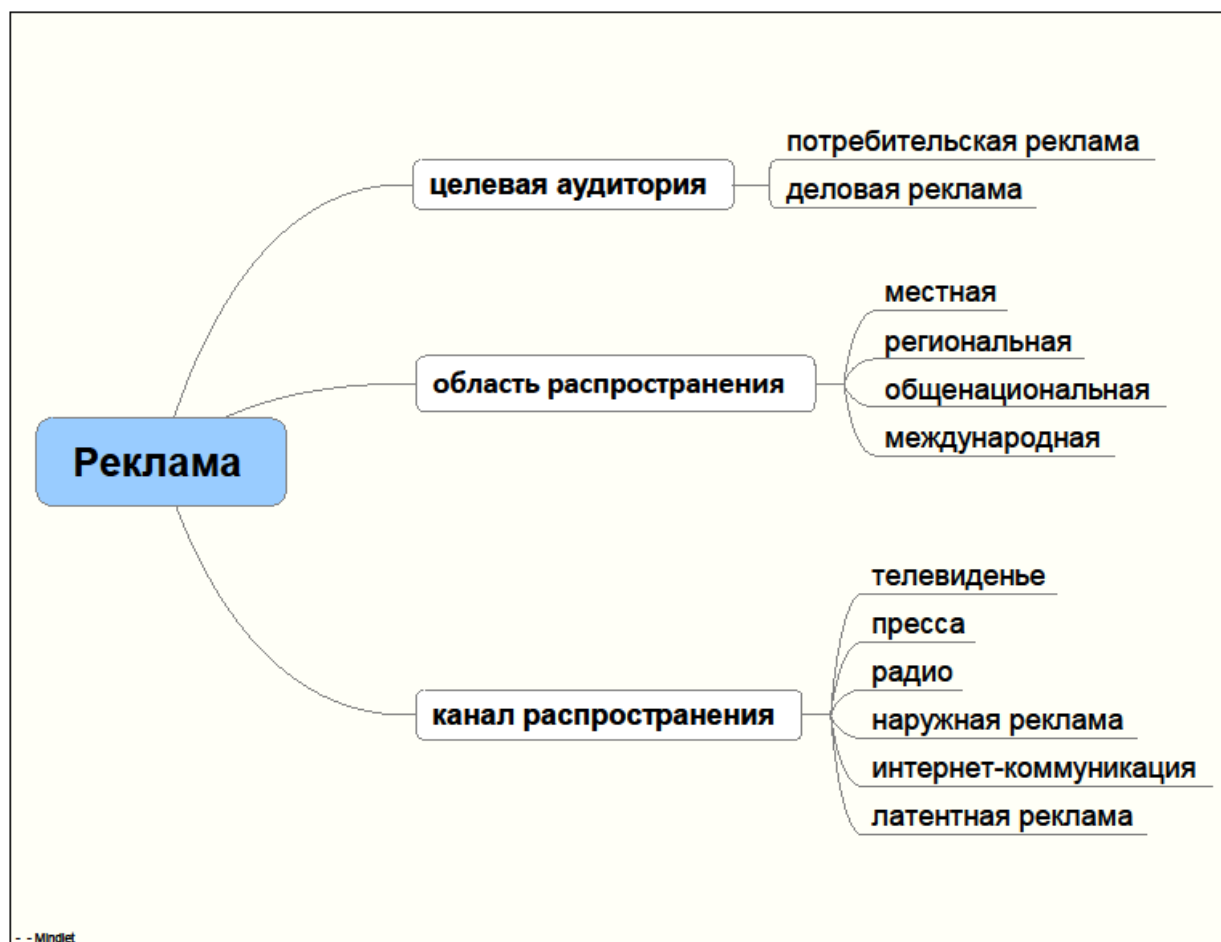 потребительская реклама
целевая аудитория
деловая реклама
местная
региональная
область распространения
общенациональная
международная
Реклама
телевиденье
пресса
радио
канал распространения
наружная реклама
интернет-коммуникация
латентная реклама
- - Mindjet